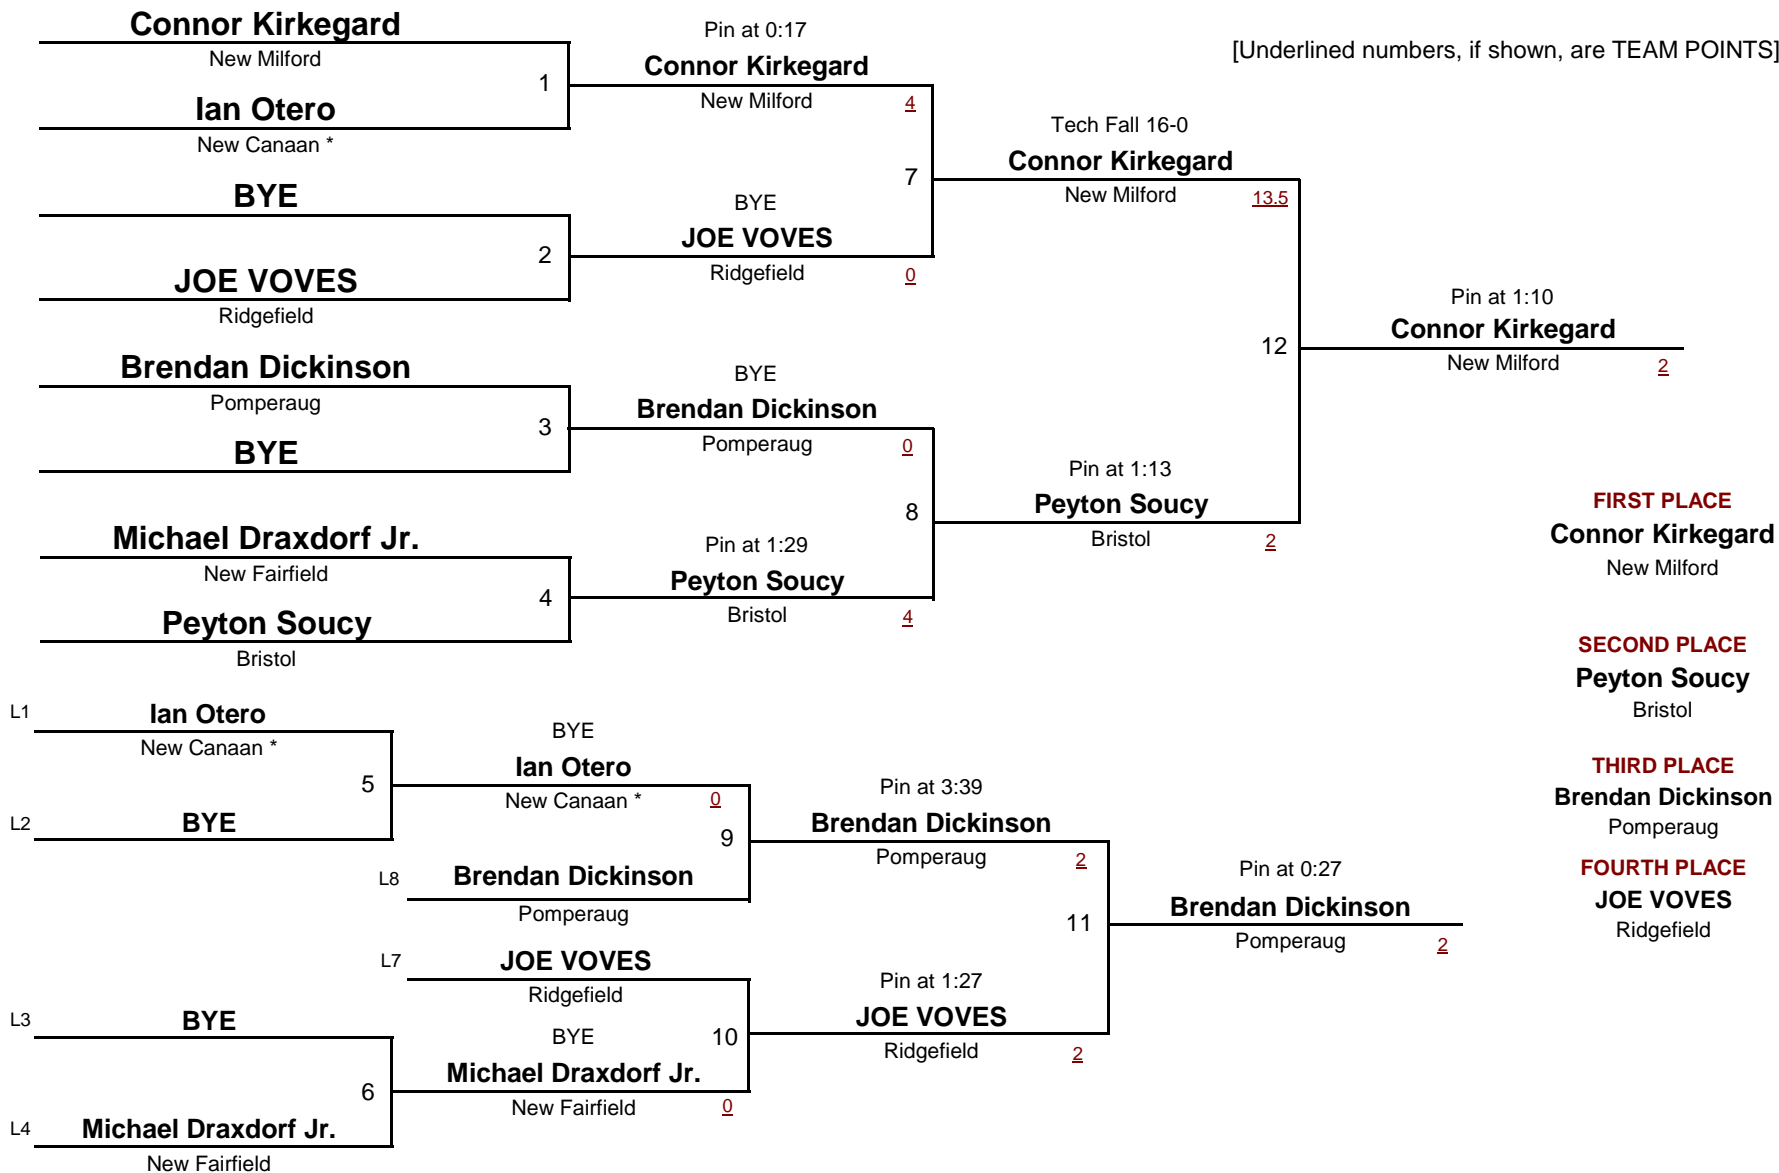 Connor Kirkegard
New Milford
1
Ian Otero
New Canaan *
BYE
2
JOE VOVES
Ridgefield
Brendan Dickinson
Pomperaug
3
BYE
Michael Draxdorf Jr.
New Fairfield
4
Peyton Soucy
Bristol
Pin at 0:17
Connor Kirkegard
New Milford
4
7
BYE
JOE VOVES
Ridgefield
0
BYE
Brendan Dickinson
Pomperaug
0
8
Pin at 1:29
Peyton Soucy
Bristol
4
[Underlined numbers, if shown, are TEAM POINTS]
Tech Fall 16-0
Connor Kirkegard
New Milford
13.5
12
Pin at 1:13
Peyton Soucy
Bristol
2
Pin at 1:10
Connor Kirkegard
New Milford
2
FIRST PLACE
Connor Kirkegard
New Milford
SECOND PLACE
Peyton Soucy
Bristol
THIRD PLACE
Brendan Dickinson
Pomperaug
FOURTH PLACE
JOE VOVES
Ridgefield
L1
Ian Otero
New Canaan *
5
L2
BYE
BYE
Ian Otero
New Canaan *
0
9
L8
Brendan Dickinson
Pomperaug
L7
JOE VOVES
Ridgefield
10
L3
BYE
6
L4
Michael Draxdorf Jr.
New Fairfield
BYE
Michael Draxdorf Jr.
New Fairfield
0
Pin at 3:39
Brendan Dickinson
Pomperaug
2
11
Pin at 1:27
JOE VOVES
Ridgefield
2
Pin at 0:27
Brendan Dickinson
Pomperaug
2